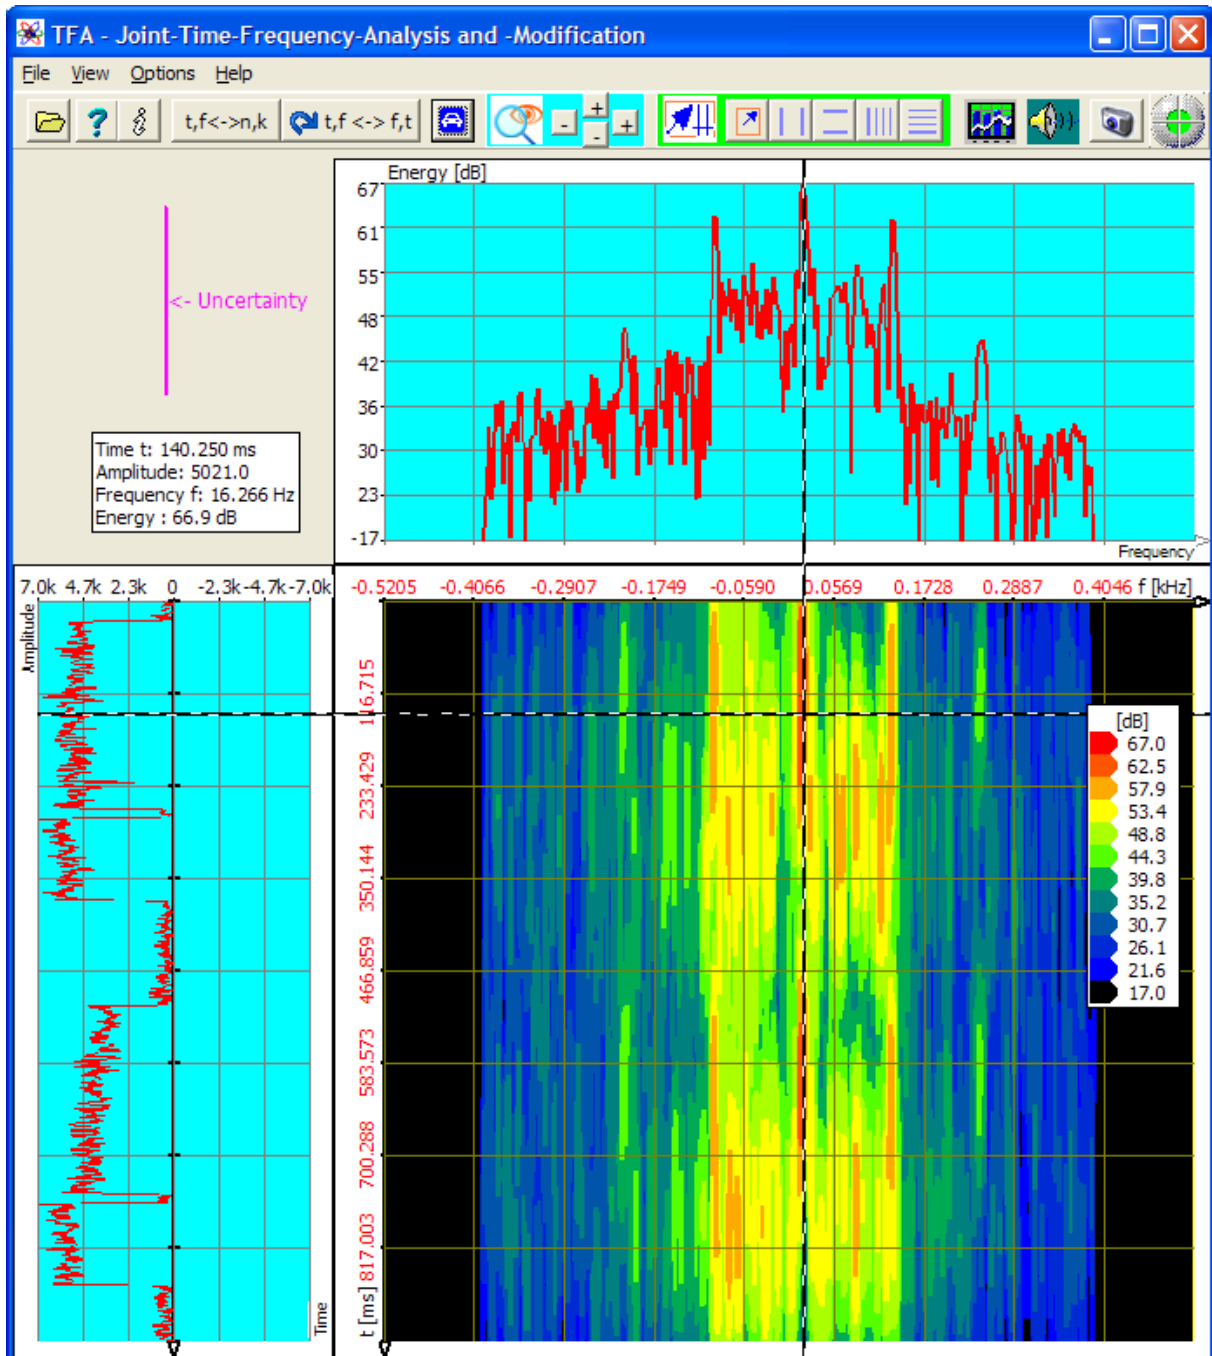 TFA - Joint-Time-Frequency-Analysis and -Modification
File View Options Help
t,f<->n,k t,f <-> f,t
Energy [dB]
67
61
55
48
42
36
30
23
-17
Frequency
<- Uncertainty
Time t: 140.250 ms
Amplitude: 5021.0
Frequency f: 16.266 Hz
Energy : 66.9 dB
7.0k 4.7k 2.3k 0 -2.3k -4.7k -7.0k
Amplitude
Time
-0.5205 -0.4066 -0.2907 -0.1749 -0.0590 0.0569 0.1728 0.2887 0.4046 f [kHz]
116.715
233.429
350.144
466.859
583.573
700.288
817.003
t [ms]
[dB]
67.0
62.5
57.9
53.4
48.8
44.3
39.8
35.2
30.7
26.1
21.6
17.0